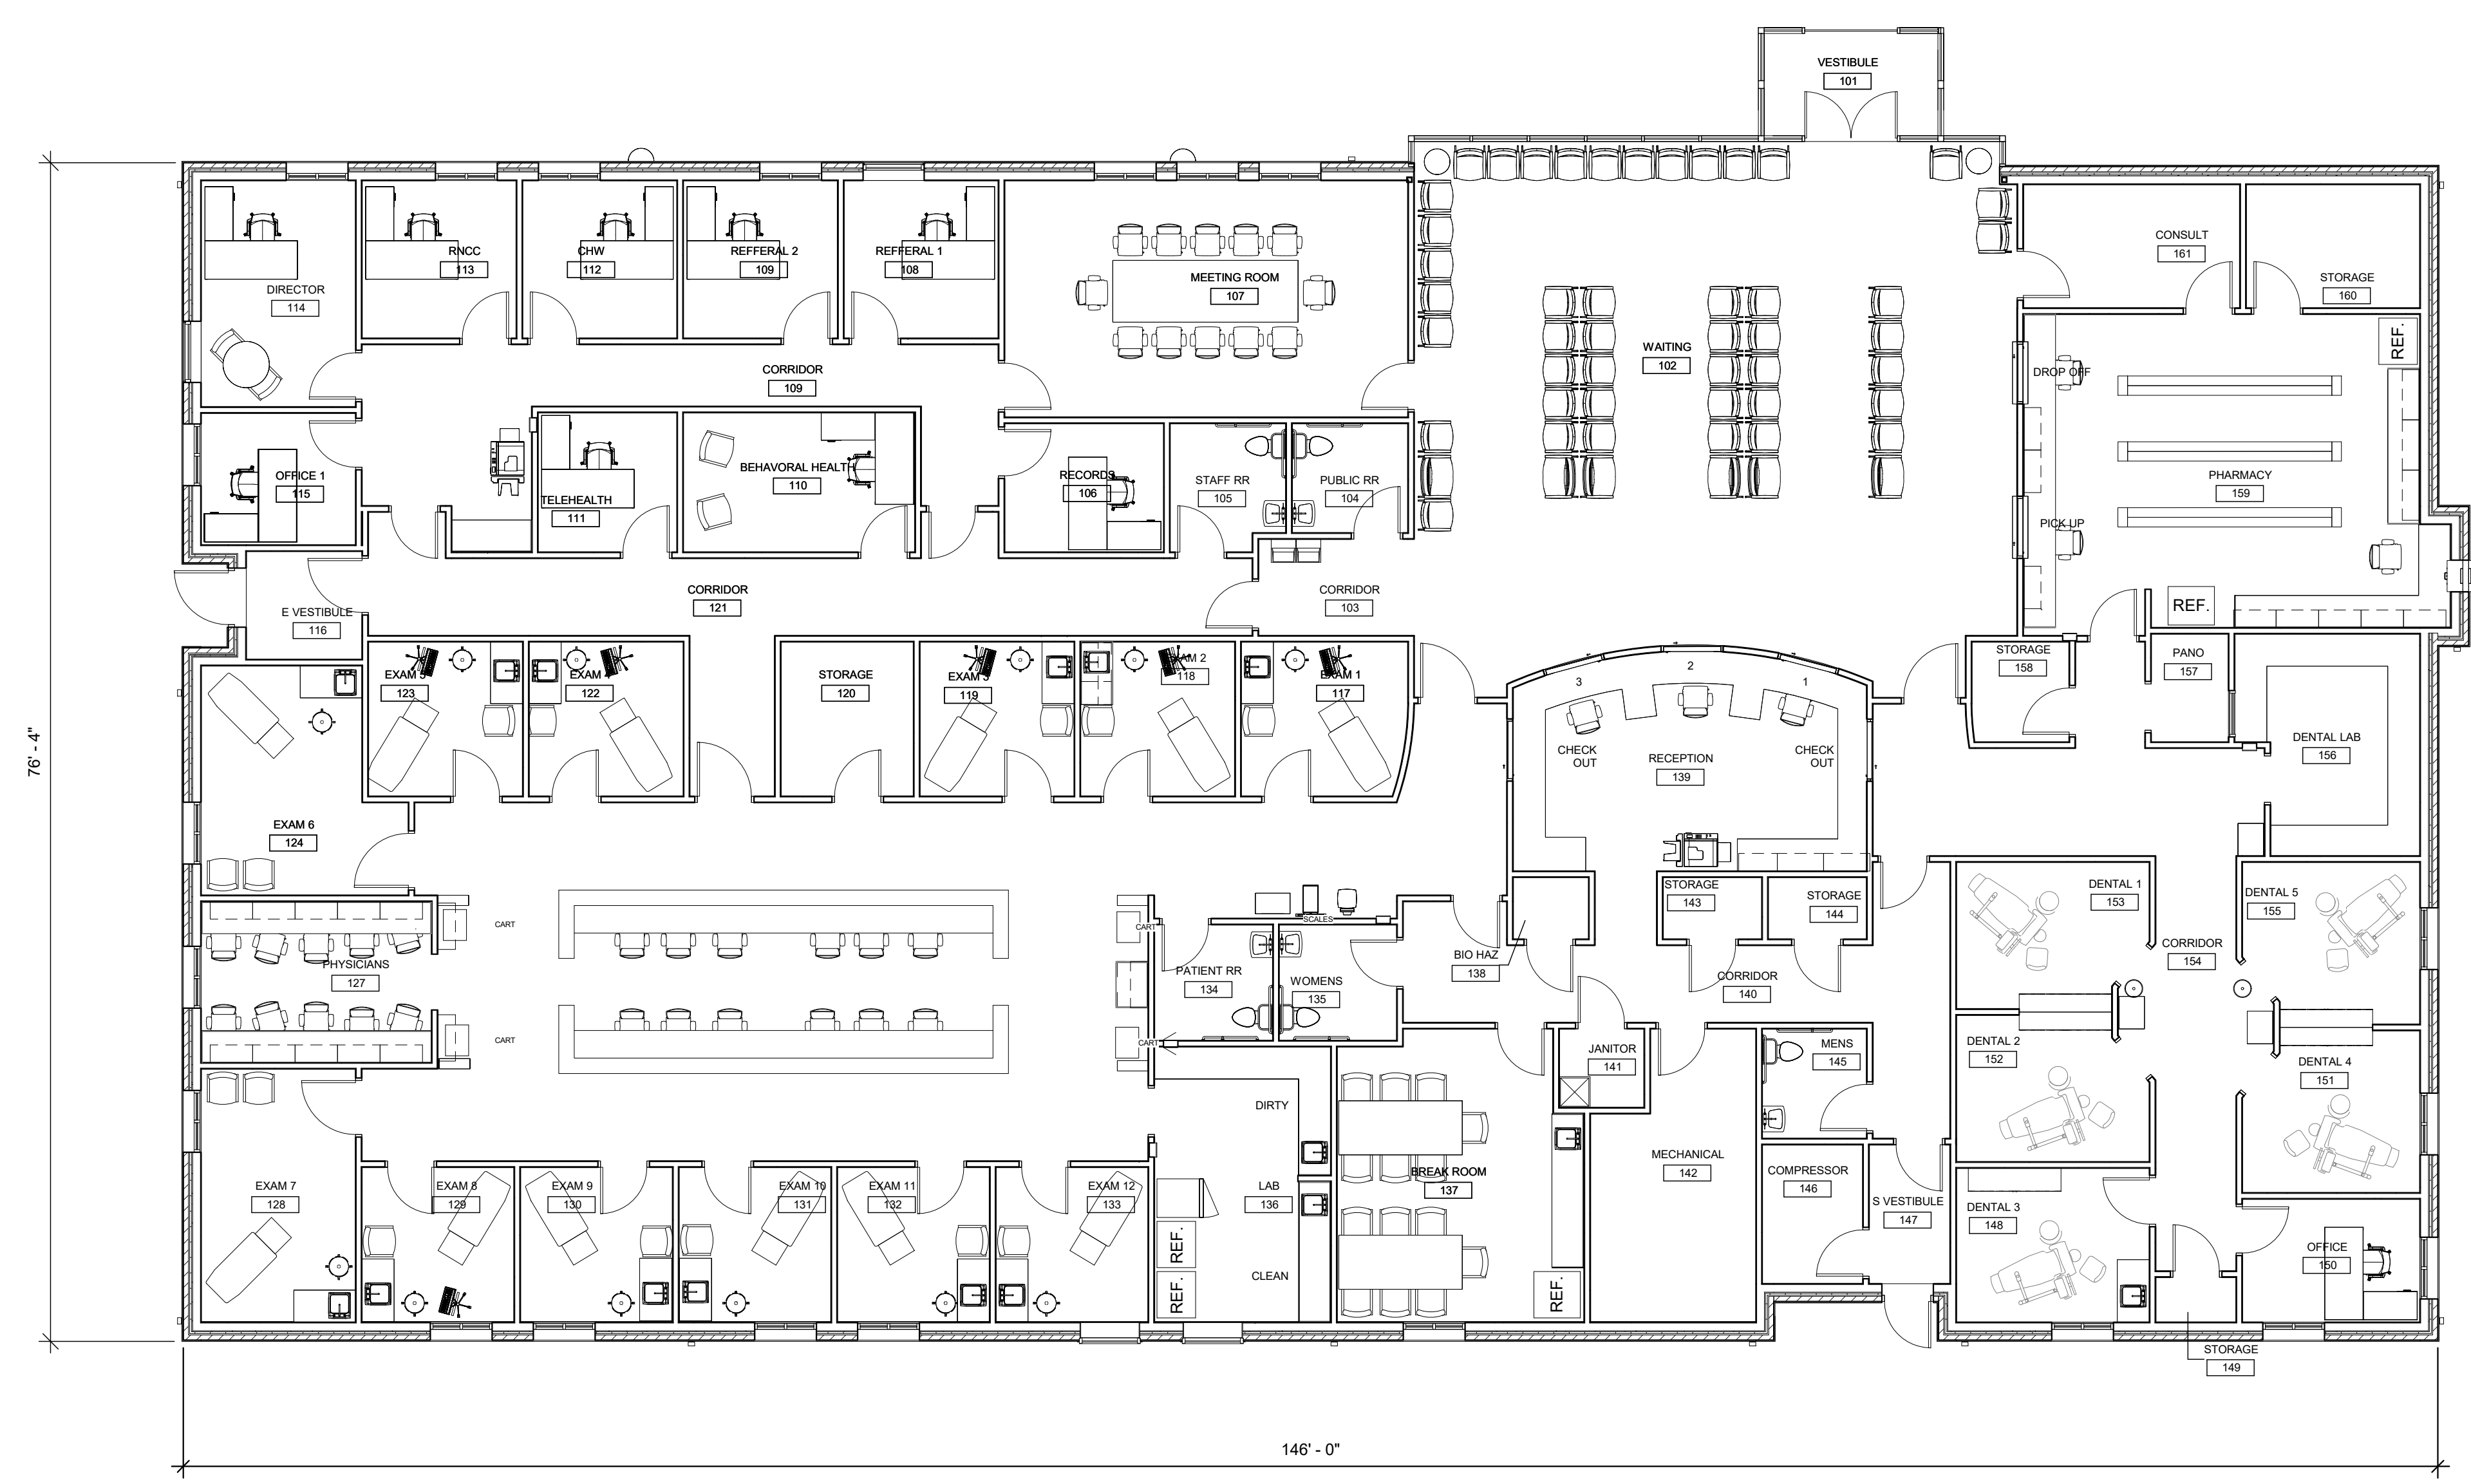 VESTIBULE
101
DIRECTOR
114
RNCC
113
CHW
112
REFFERAL 2
109
REFFERAL 1
108
MEETING ROOM
107
WAITING
102
CONSULT
161
STORAGE
160
REF.
DROP OFF
PHARMACY
159
PICK UP
REF.
CORRIDOR
109
OFFICE 1
115
TELEHEALTH
111
BEHAVORAL HEALTH
110
RECORDS
106
STAFF RR
105
PUBLIC RR
104
E VESTIBULE
116
CORRIDOR
121
CORRIDOR
103
EXAM 5
123
EXAM
122
STORAGE
120
EXAM 3
119
EXAM 2
118
EXAM 1
117
3
2
1
CHECK
OUT
RECEPTION
139
CHECK
OUT
STORAGE
158
PANO
157
DENTAL LAB
156
76' - 4"
EXAM 6
124
PHYSICIANS
127
CART
CART
CART
CART
SCALES
PATIENT RR
134
WOMENS
135
BIO HAZ
138
STORAGE
143
STORAGE
144
CORRIDOR
140
DENTAL 1
153
CORRIDOR
154
DENTAL 5
155
JANITOR
141
MENS
145
DENTAL 2
152
DENTAL 4
151
EXAM 7
128
EXAM 8
129
EXAM 9
130
EXAM 10
131
EXAM 11
132
EXAM 12
133
DIRTY
LAB
136
CLEAN
REF.
REF.
BREAK ROOM
137
REF.
MECHANICAL
142
COMPRESSOR
146
S VESTIBULE
147
DENTAL 3
148
OFFICE
150
STORAGE
149
146' - 0"